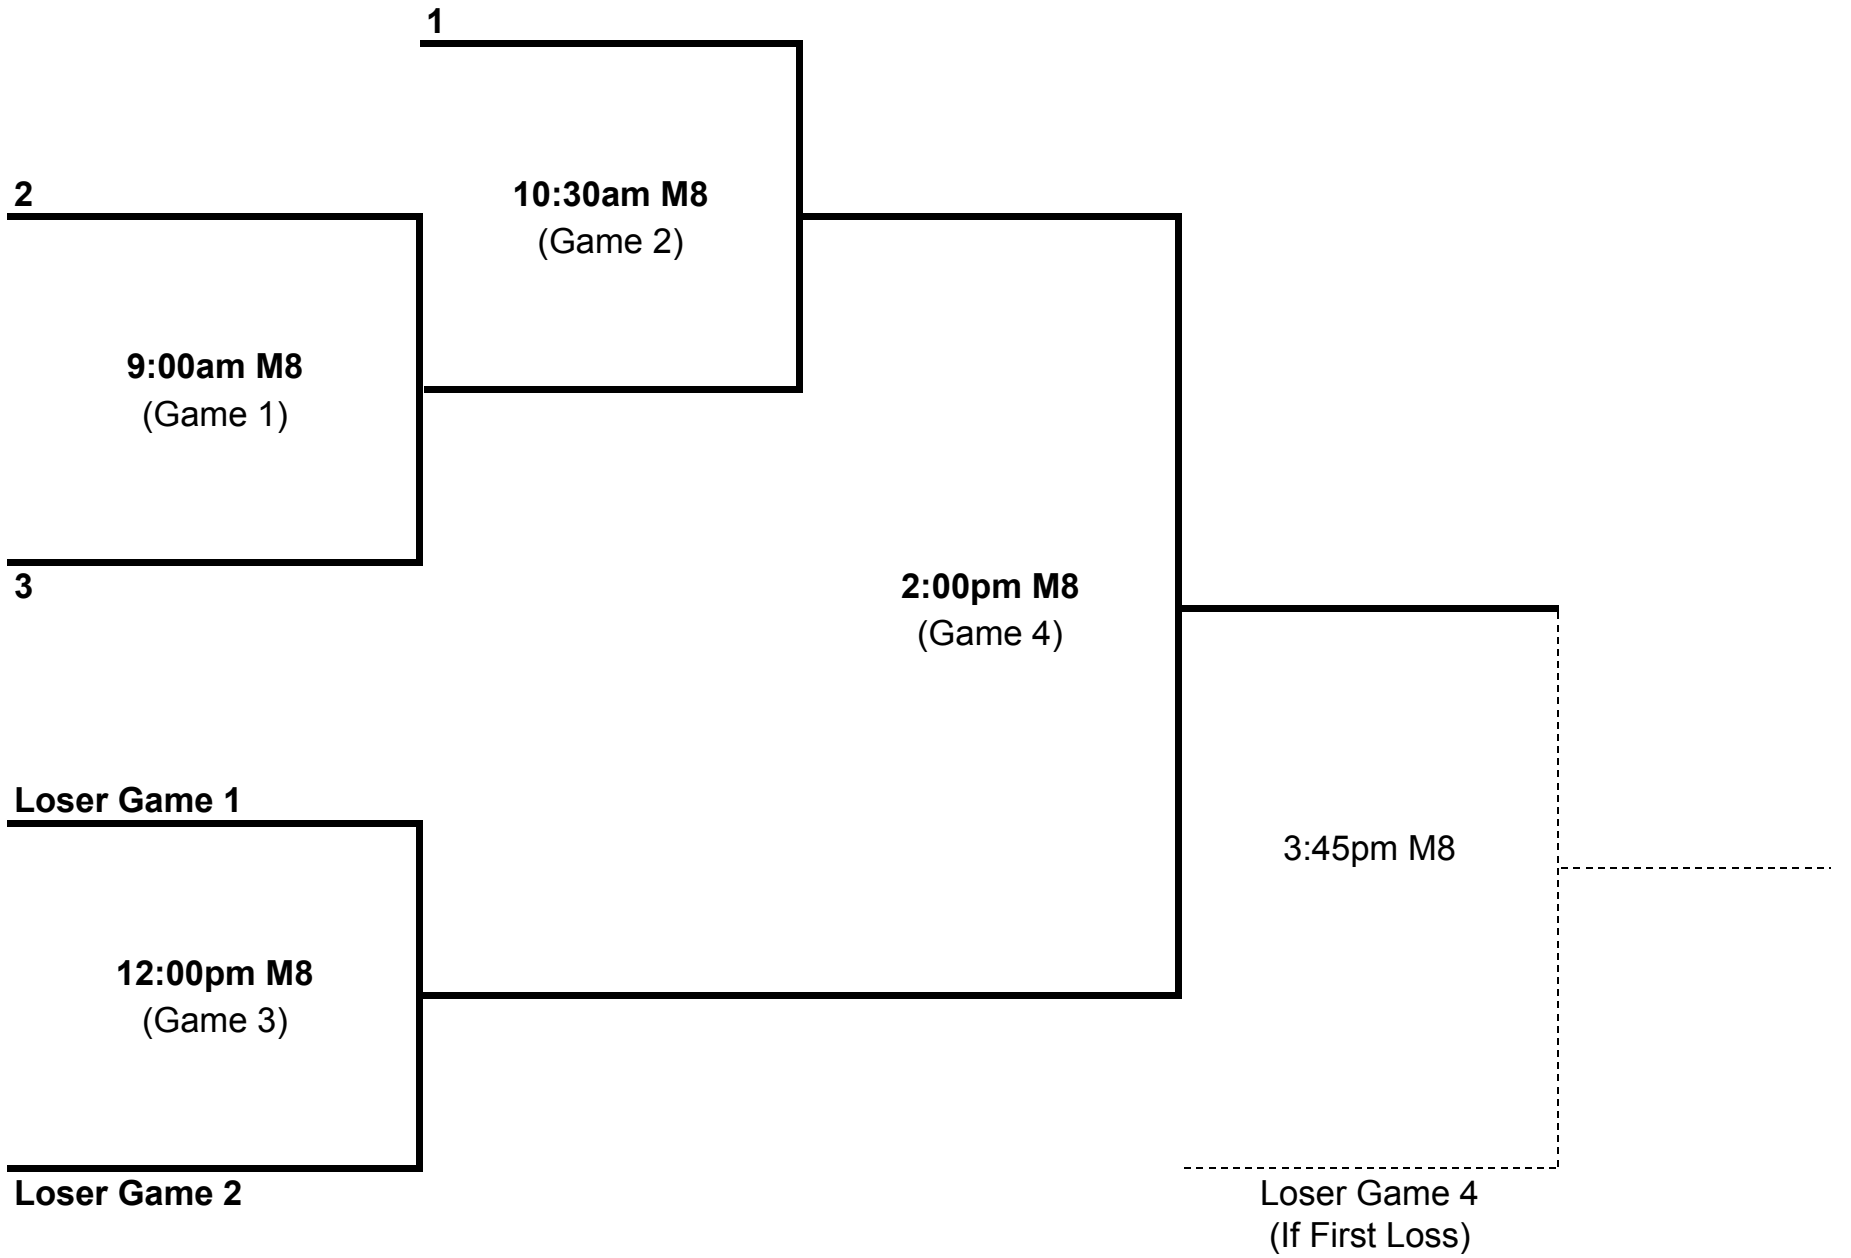 1
2
10:30am M8
(Game 2)
9:00am M8
(Game 1)
3
2:00pm M8
(Game 4)
Loser Game 1
3:45pm M8
12:00pm M8
(Game 3)
Loser Game 2
Loser Game 4
(If First Loss)